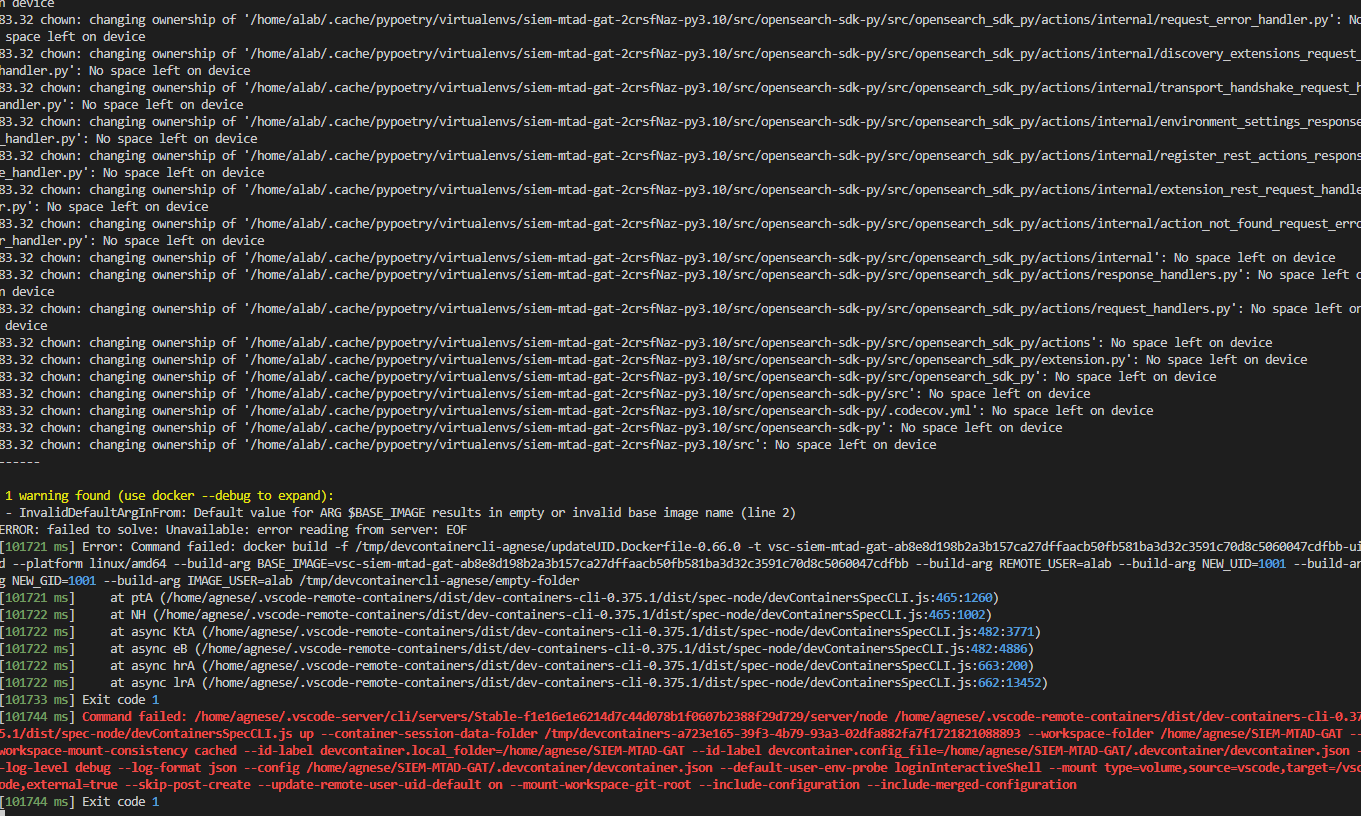 n device
83.32 chown: changing ownership of '/home/alab/.cache/pypoetry/virtualenvs/siem-mtad-gat-2crsfNaz-py3.10/src/opensearch-sdk-py/src/opensearch_sdk_py/actions/internal/request_error_handler.py': No
 space left on device
83.32 chown: changing ownership of '/home/alab/.cache/pypoetry/virtualenvs/siem-mtad-gat-2crsfNaz-py3.10/src/opensearch-sdk-py/src/opensearch_sdk_py/actions/internal/discovery_extensions_request_
handler.py': No space left on device
83.32 chown: changing ownership of '/home/alab/.cache/pypoetry/virtualenvs/siem-mtad-gat-2crsfNaz-py3.10/src/opensearch-sdk-py/src/opensearch_sdk_py/actions/internal/transport_handshake_request_h
andler.py': No space left on device
83.32 chown: changing ownership of '/home/alab/.cache/pypoetry/virtualenvs/siem-mtad-gat-2crsfNaz-py3.10/src/opensearch-sdk-py/src/opensearch_sdk_py/actions/internal/environment_settings_response
_handler.py': No space left on device
83.32 chown: changing ownership of '/home/alab/.cache/pypoetry/virtualenvs/siem-mtad-gat-2crsfNaz-py3.10/src/opensearch-sdk-py/src/opensearch_sdk_py/actions/internal/register_rest_actions_respons
e_handler.py': No space left on device
83.32 chown: changing ownership of '/home/alab/.cache/pypoetry/virtualenvs/siem-mtad-gat-2crsfNaz-py3.10/src/opensearch-sdk-py/src/opensearch_sdk_py/actions/internal/extension_rest_request_handle
r.py': No space left on device
83.32 chown: changing ownership of '/home/alab/.cache/pypoetry/virtualenvs/siem-mtad-gat-2crsfNaz-py3.10/src/opensearch-sdk-py/src/opensearch_sdk_py/actions/internal/action_not_found_request_erro
r_handler.py': No space left on device
83.32 chown: changing ownership of '/home/alab/.cache/pypoetry/virtualenvs/siem-mtad-gat-2crsfNaz-py3.10/src/opensearch-sdk-py/src/opensearch_sdk_py/actions/internal': No space left on device
83.32 chown: changing ownership of '/home/alab/.cache/pypoetry/virtualenvs/siem-mtad-gat-2crsfNaz-py3.10/src/opensearch-sdk-py/src/opensearch_sdk_py/actions/response_handlers.py': No space left o
n device
83.32 chown: changing ownership of '/home/alab/.cache/pypoetry/virtualenvs/siem-mtad-gat-2crsfNaz-py3.10/src/opensearch-sdk-py/src/opensearch_sdk_py/actions/request_handlers.py': No space left on
 device
83.32 chown: changing ownership of '/home/alab/.cache/pypoetry/virtualenvs/siem-mtad-gat-2crsfNaz-py3.10/src/opensearch-sdk-py/src/opensearch_sdk_py/actions': No space left on device
83.32 chown: changing ownership of '/home/alab/.cache/pypoetry/virtualenvs/siem-mtad-gat-2crsfNaz-py3.10/src/opensearch-sdk-py/src/opensearch_sdk_py/extension.py': No space left on device
83.32 chown: changing ownership of '/home/alab/.cache/pypoetry/virtualenvs/siem-mtad-gat-2crsfNaz-py3.10/src/opensearch-sdk-py/src/opensearch_sdk_py': No space left on device
83.32 chown: changing ownership of '/home/alab/.cache/pypoetry/virtualenvs/siem-mtad-gat-2crsfNaz-py3.10/src/opensearch-sdk-py/src': No space left on device
83.32 chown: changing ownership of '/home/alab/.cache/pypoetry/virtualenvs/siem-mtad-gat-2crsfNaz-py3.10/src/opensearch-sdk-py/.codecov.yml': No space left on device
83.32 chown: changing ownership of '/home/alab/.cache/pypoetry/virtualenvs/siem-mtad-gat-2crsfNaz-py3.10/src/opensearch-sdk-py': No space left on device
83.32 chown: changing ownership of '/home/alab/.cache/pypoetry/virtualenvs/siem-mtad-gat-2crsfNaz-py3.10/src': No space left on device
------
 1 warning found (use docker --debug to expand):
 - InvalidDefaultArgInFrom: Default value for ARG $BASE_IMAGE results in empty or invalid base image name (line 2)
ERROR: failed to solve: Unavailable: error reading from server: EOF
[101721 ms] Error: Command failed: docker build -f /tmp/devcontainercli-agnese/updateUID.Dockerfile-0.66.0 -t vsc-siem-mtad-gat-ab8e8d198b2a3b157ca27dffaacb50fb581ba3d32c3591c70d8c5060047cdfbb-ui
d --platform linux/amd64 --build-arg BASE_IMAGE=vsc-siem-mtad-gat-ab8e8d198b2a3b157ca27dffaacb50fb581ba3d32c3591c70d8c5060047cdfbb --build-arg REMOTE_USER=alab --build-arg NEW_UID=1001 --build-ar
g NEW_GID=1001 --build-arg IMAGE_USER=alab /tmp/devcontainercli-agnese/empty-folder
[101721 ms]     at ptA (/home/agnese/.vscode-remote-containers/dist/dev-containers-cli-0.375.1/dist/spec-node/devContainersSpecCLI.js:465:1260)
[101722 ms]     at NH (/home/agnese/.vscode-remote-containers/dist/dev-containers-cli-0.375.1/dist/spec-node/devContainersSpecCLI.js:465:1002)
[101722 ms]     at async KtA (/home/agnese/.vscode-remote-containers/dist/dev-containers-cli-0.375.1/dist/spec-node/devContainersSpecCLI.js:482:3771)
[101722 ms]     at async eB (/home/agnese/.vscode-remote-containers/dist/dev-containers-cli-0.375.1/dist/spec-node/devContainersSpecCLI.js:482:4886)
[101722 ms]     at async hrA (/home/agnese/.vscode-remote-containers/dist/dev-containers-cli-0.375.1/dist/spec-node/devContainersSpecCLI.js:663:200)
[101722 ms]     at async lrA (/home/agnese/.vscode-remote-containers/dist/dev-containers-cli-0.375.1/dist/spec-node/devContainersSpecCLI.js:662:13452)
[101733 ms] Exit code 1
[101744 ms] Command failed: /home/agnese/.vscode-server/cli/servers/Stable-f1e16e1e6214d7c44d078b1f0607b2388f29d729/server/node /home/agnese/.vscode-remote-containers/dist/dev-containers-cli-0.37
5.1/dist/spec-node/devContainersSpecCLI.js up --container-session-data-folder /tmp/devcontainers-a723e165-39f3-4b79-93a3-02dfa882fa7f1721821088893 --workspace-folder /home/agnese/SIEM-MTAD-GAT --
workspace-mount-consistency cached --id-label devcontainer.local_folder=/home/agnese/SIEM-MTAD-GAT --id-label devcontainer.config_file=/home/agnese/SIEM-MTAD-GAT/.devcontainer/devcontainer.json -
-log-level debug --log-format json --config /home/agnese/SIEM-MTAD-GAT/.devcontainer/devcontainer.json --default-user-env-probe loginInteractiveShell --mount type=volume,source=vscode,target=/vsc
ode,external=true --skip-post-create --update-remote-user-uid-default on --mount-workspace-git-root --include-configuration --include-merged-configuration
[101744 ms] Exit code 1